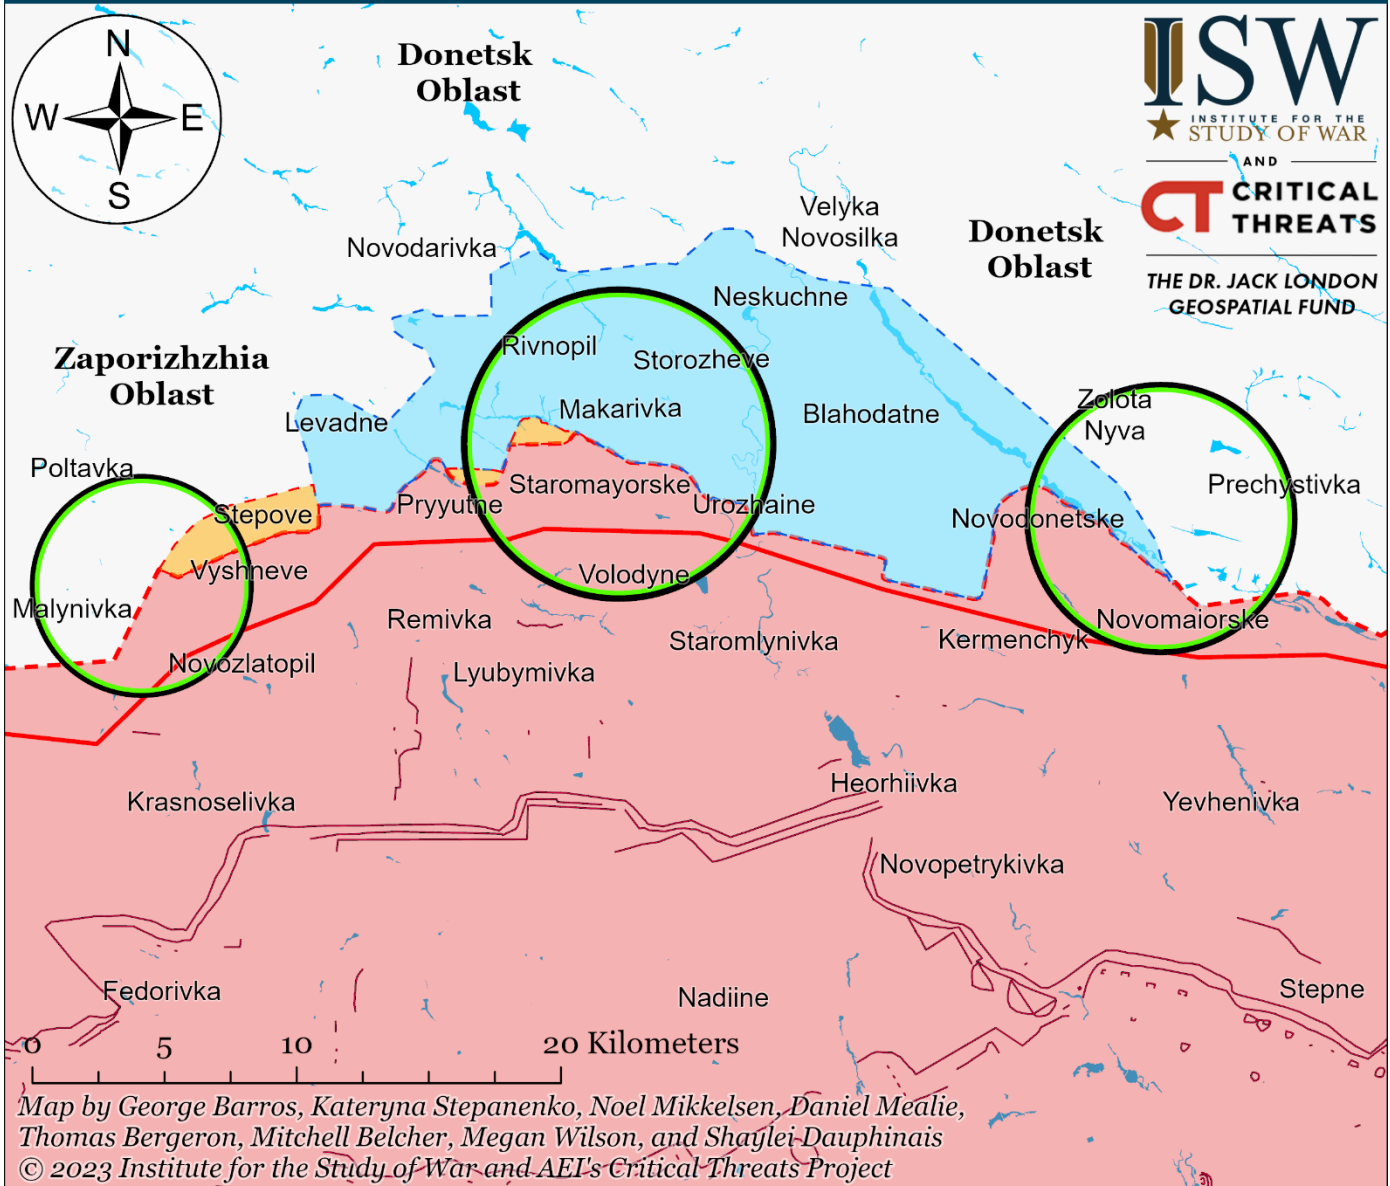 N
W E
S
Donetsk
Oblast
ISW
INSTITUTE FOR THE
STUDY OF WAR
AND
CT CRITICAL
THREATS
THE DR. JACK LONDON
GEOSPATIAL FUND
Velyka
Novosilka
Donetsk
Oblast
Novodarivka
Neskuchne
Rivnopil
Storozheve
Zaporizhzhia
Oblast
Levadne
Makarivka
Blahodatne
Zolota
Nyva
Poltavka
Prechystivka
Staromayorske
Pryyutne
Urozhaine
Stepove
Novodonetske
Vyshneve
Volodyne
Malynivka
Remivka
Novomaiorske
Staromlynivka
Kermenchyk
Novozlatopil
Lyubymivka
Heorhiivka
Krasnoselivka
Yevhenivka
Novopetrykivka
Fedorivka
Nadiine
Stepne
0 5 10 20 Kilometers
Map by George Barros, Kateryna Stepanenko, Noel Mikkelsen, Daniel Mealie,
Thomas Bergeron, Mitchell Belcher, Megan Wilson, and Shaylei Dauphinais
© 2023 Institute for the Study of War and AEI's Critical Threats Project